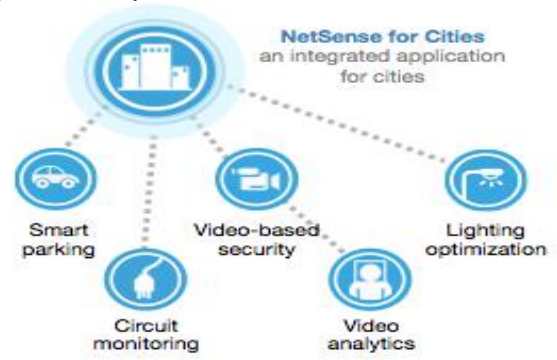 NetSense for Cities
an integrated application
for cities
Smart
parking
Video-based
security
Lighting
optimization
Circuit
monitoring
Video
analytics